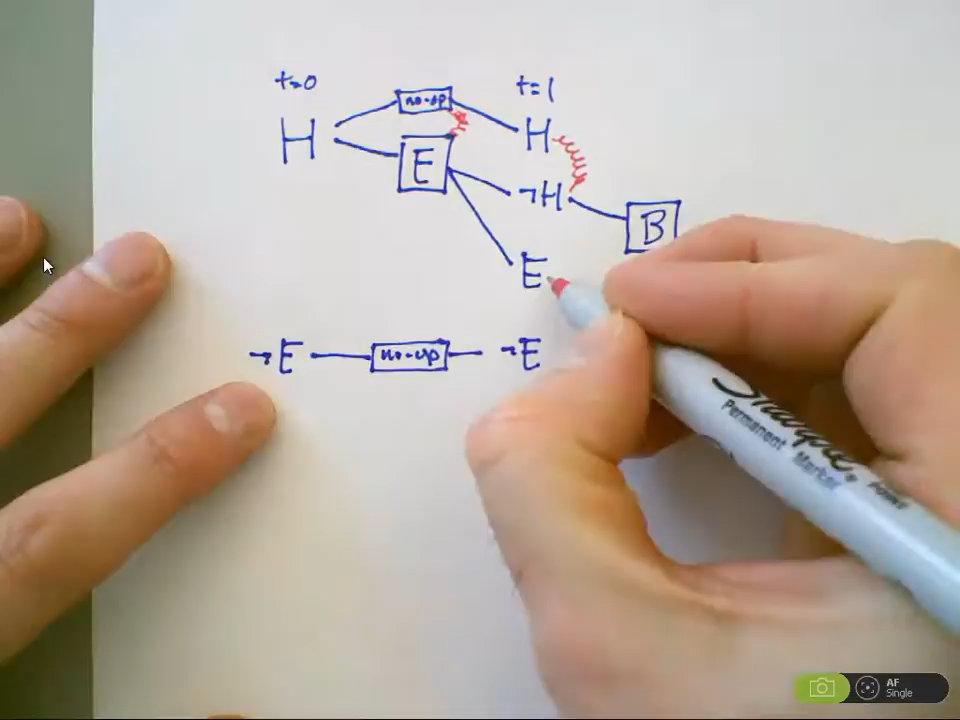 t=0 t=1
no-op
H H
E
¬H B
E
¬E no-op ¬E
Sharpie
Permanent Marker
AF
Single